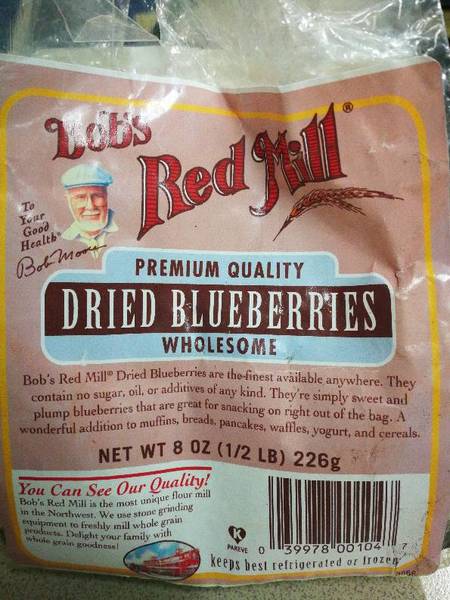 Bob's
Red Mill®
To
Your
Good
Health®
Bob Moore
PREMIUM QUALITY
DRIED BLUEBERRIES
WHOLESOME
Bob's Red Mill® Dried Blueberries are the finest available anywhere. They
contain no sugar, oil, or additives of any kind. They're simply sweet and
plump blueberries that are great for snacking on right out of the bag. A
wonderful addition to muffins, breads, pancakes, waffles, yogurt, and cereals.
NET WT 8 OZ (1/2 LB) 226g
You Can See Our Quality!
Bob's Red Mill is the most unique flour mill
in the Northwest. We use stone grinding
equipment to freshly mill whole grain
products. Delight your family with
whole grain goodness!
K
PAREVE
0 39978 00104 7
keeps best refrigerated or frozen